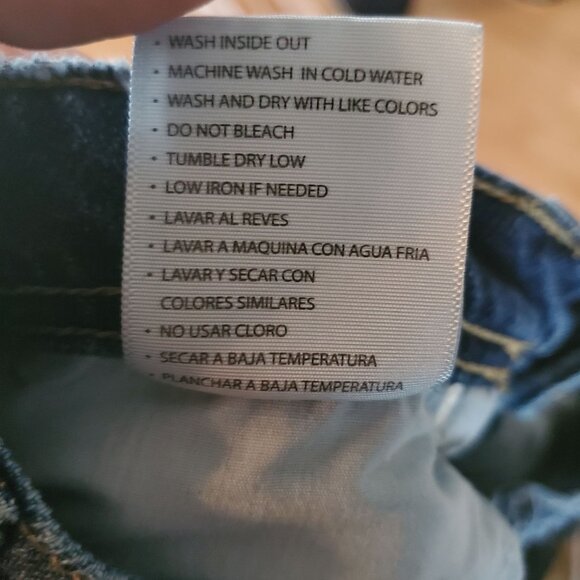 • WASH INSIDE OUT
• MACHINE WASH IN COLD WATER
• WASH AND DRY WITH LIKE COLORS
• DO NOT BLEACH
• TUMBLE DRY LOW
• LOW IRON IF NEEDED
• LAVAR AL REVES
• LAVAR A MAQUINA CON AGUA FRIA
• LAVAR Y SECAR CON
COLORES SIMILARES
• NO USAR CLORO
• SECAR A BAJA TEMPERATURA
• PLANCHAR A BAJA TEMPERATURA